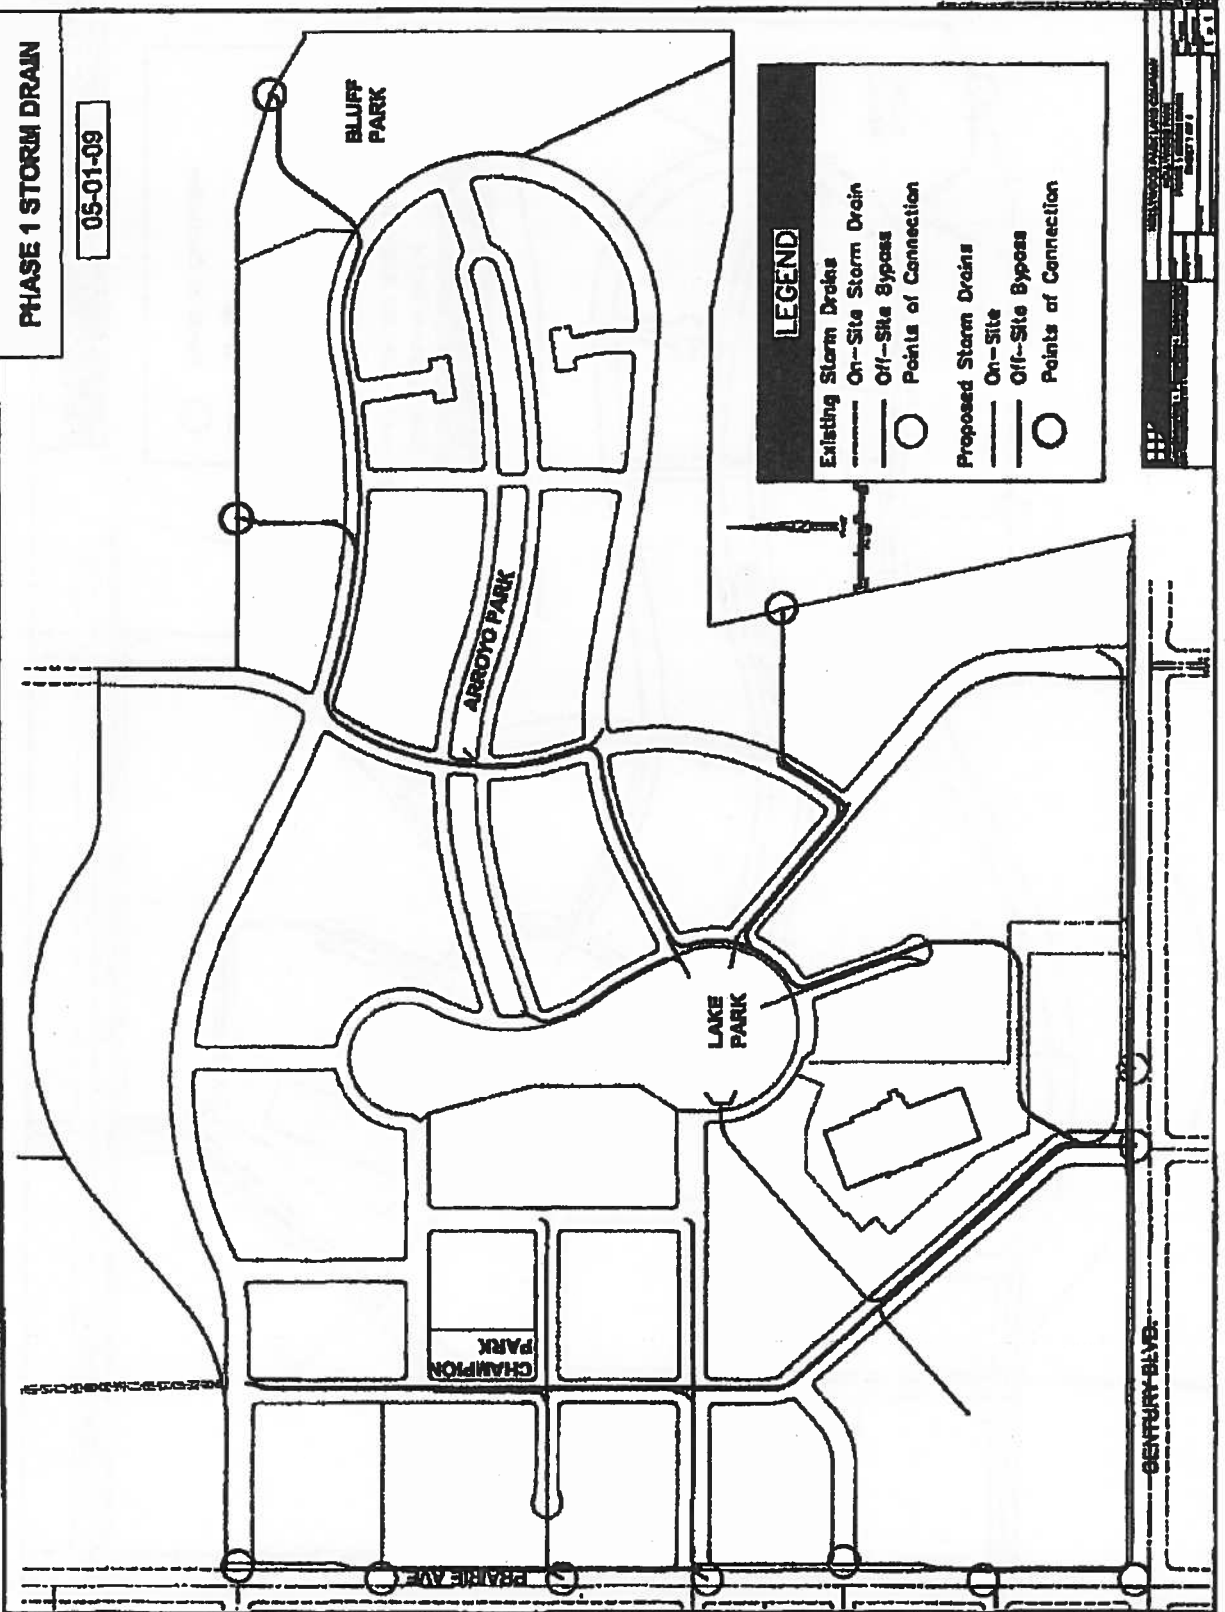 PHASE 1 STORM DRAIN
05-01-09
BLUFF
PARK
ARROYO PARK
LAKE
PARK
CHAMPION
PARK
PRAIRIE AVE
CENTURY BLVD.
LEGEND
Existing Storm Drains
On-Site Storm Drain
Off-Site Bypass
Points of Connection
Proposed Storm Drains
On-Site
Off-Site Bypass
Points of Connection